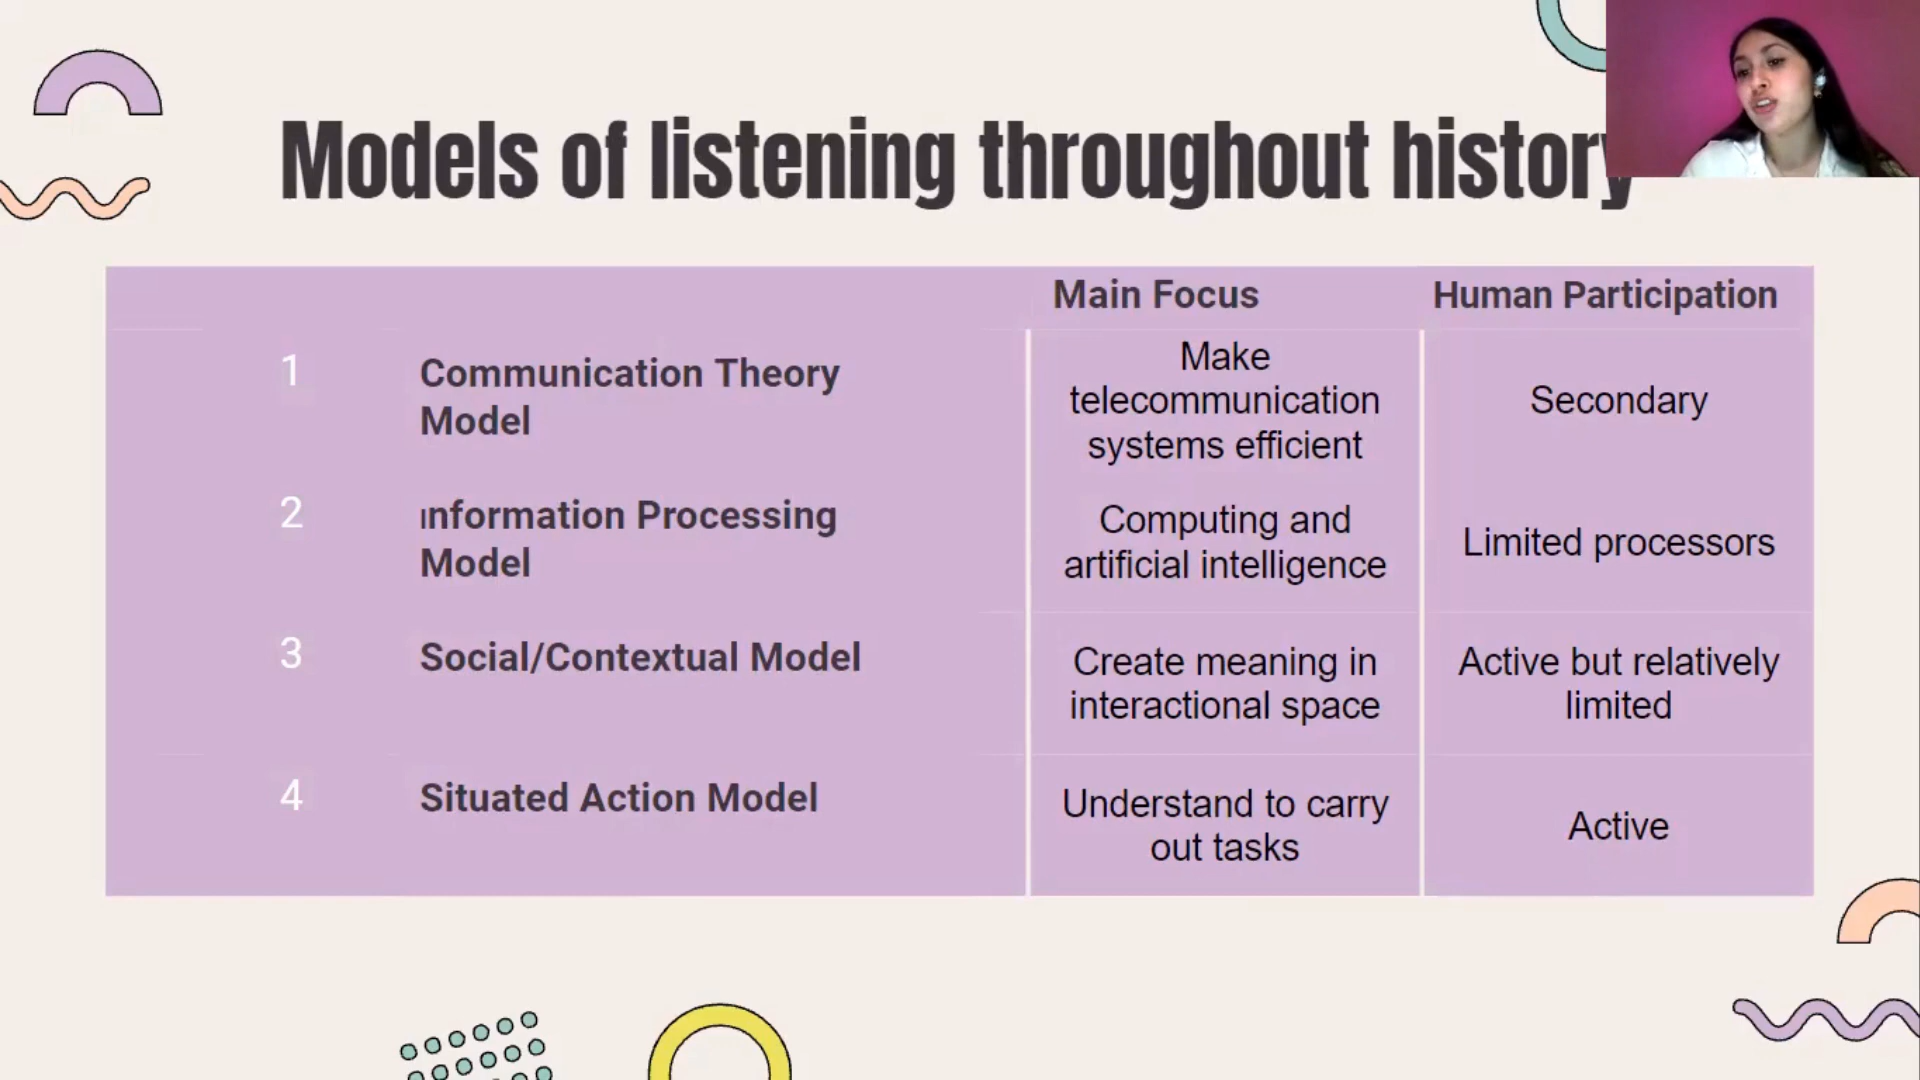 Models of listening throughout history
Main Focus
Human Participation
1
Communication Theory
Model
Make
telecommunication
systems efficient
Secondary
2
Information Processing
Model
Computing and
artificial intelligence
Limited processors
3
Social/Contextual Model
Create meaning in
interactional space
Active but relatively
limited
4
Situated Action Model
Understand to carry
out tasks
Active